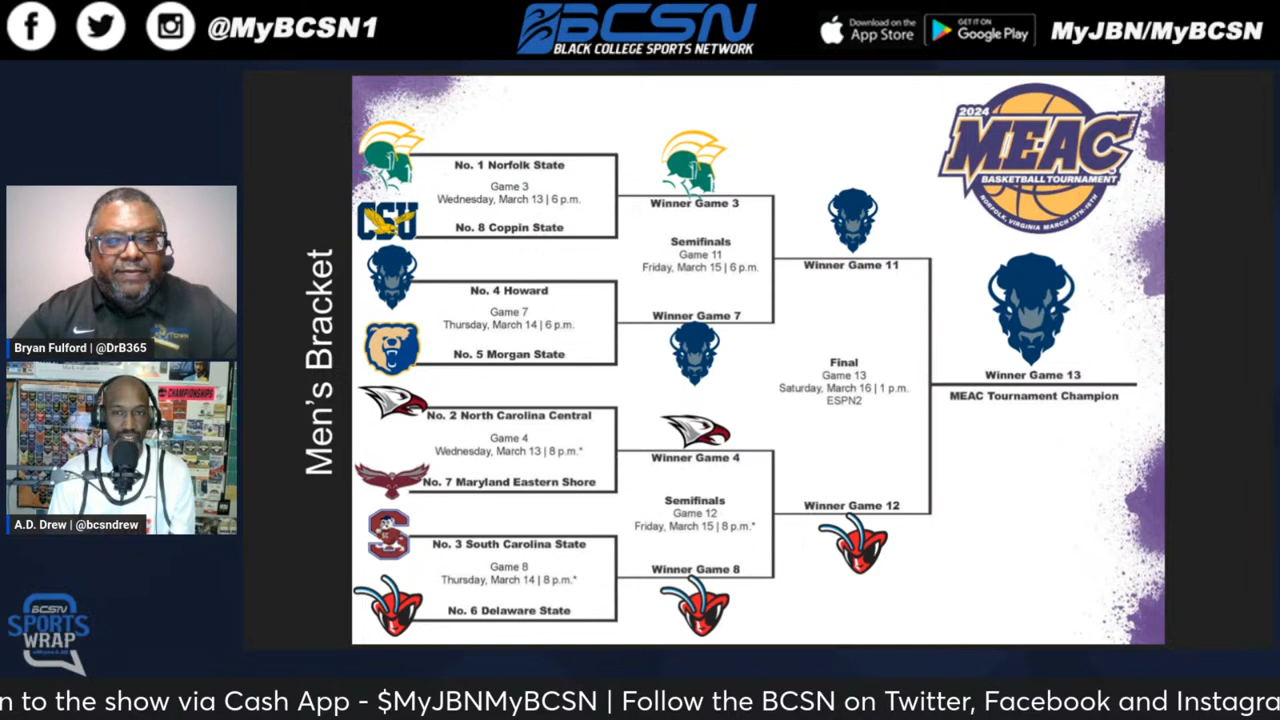 @MyBCSN1
BCSN
BLACK COLLEGE SPORTS NETWORK
Download on the
App Store
GET IT ON
Google Play
MyJBN/MyBCSN
Bryan Fulford | @DrB365
A.D. Drew | @bcsndrew
BCSN
SPORTS
WRAP
Men's Bracket
No. 1 Norfolk State
Game 3
Wednesday, March 13 | 6 p.m.
CSU
No. 8 Coppin State
No. 4 Howard
Game 7
Thursday, March 14 | 6 p.m.
No. 5 Morgan State
No. 2 North Carolina Central
Game 4
Wednesday, March 13 | 8 p.m.*
No. 7 Maryland Eastern Shore
No. 3 South Carolina State
Game 8
Thursday, March 14 | 8 p.m.*
No. 6 Delaware State
Winner Game 3
Semifinals
Game 11
Friday, March 15 | 6 p.m.
Winner Game 7
Winner Game 4
Semifinals
Game 12
Friday, March 15 | 8 p.m.*
Winner Game 8
Winner Game 11
Final
Game 13
Saturday, March 16 | 1 p.m.
ESPN2
Winner Game 12
2024
MEAC
BASKETBALL TOURNAMENT
NORFOLK, VIRGINIA MARCH 13TH-16TH
Winner Game 13
MEAC Tournament Champion
n to the show via Cash App - $MyJBNMyBCSN | Follow the BCSN on Twitter, Facebook and Instagra